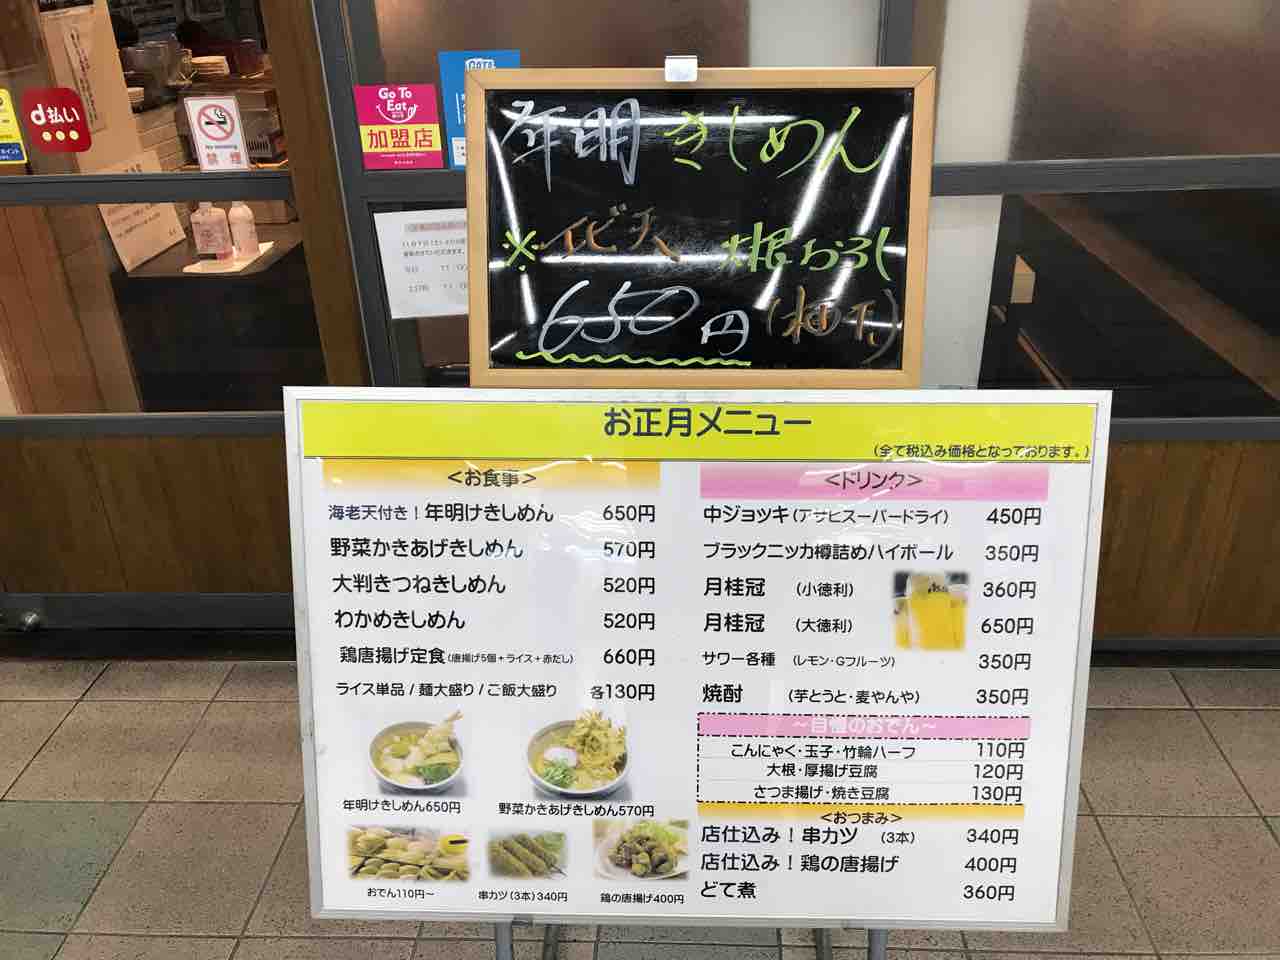 d払い
No smoking
禁煙
Go To
Eat
加盟店
年明きしめん
※エビ天 大根おろし
650円
お正月メニュー
(全て税込み価格となっております。)
<お食事>
海老天付き!年明けきしめん 650円
野菜かきあげきしめん 570円
大判きつねきしめん 520円
わかめきしめん 520円
鶏唐揚げ定食(唐揚げ5個+ライス+赤だし) 660円
ライス単品/麺大盛り/ご飯大盛り 各130円
年明けきしめん650円
野菜かきあげきしめん570円
おでん110円~
串カツ(3本)340円
鶏の唐揚げ400円
<ドリンク>
中ジョッキ(アサヒスーパードライ) 450円
ブラックニッカ樽詰めハイボール 350円
月桂冠 (小徳利) 360円
月桂冠 (大徳利) 650円
サワー各種 (レモン・Gフルーツ) 350円
焼酎 (芋とうと・麦やんや) 350円
~自慢のおでん~
こんにゃく・玉子・竹輪ハーフ 110円
大根・厚揚げ豆腐 120円
さつま揚げ・焼き豆腐 130円
<おつまみ>
店仕込み!串カツ (3本) 340円
店仕込み!鶏の唐揚げ 400円
どて煮 360円